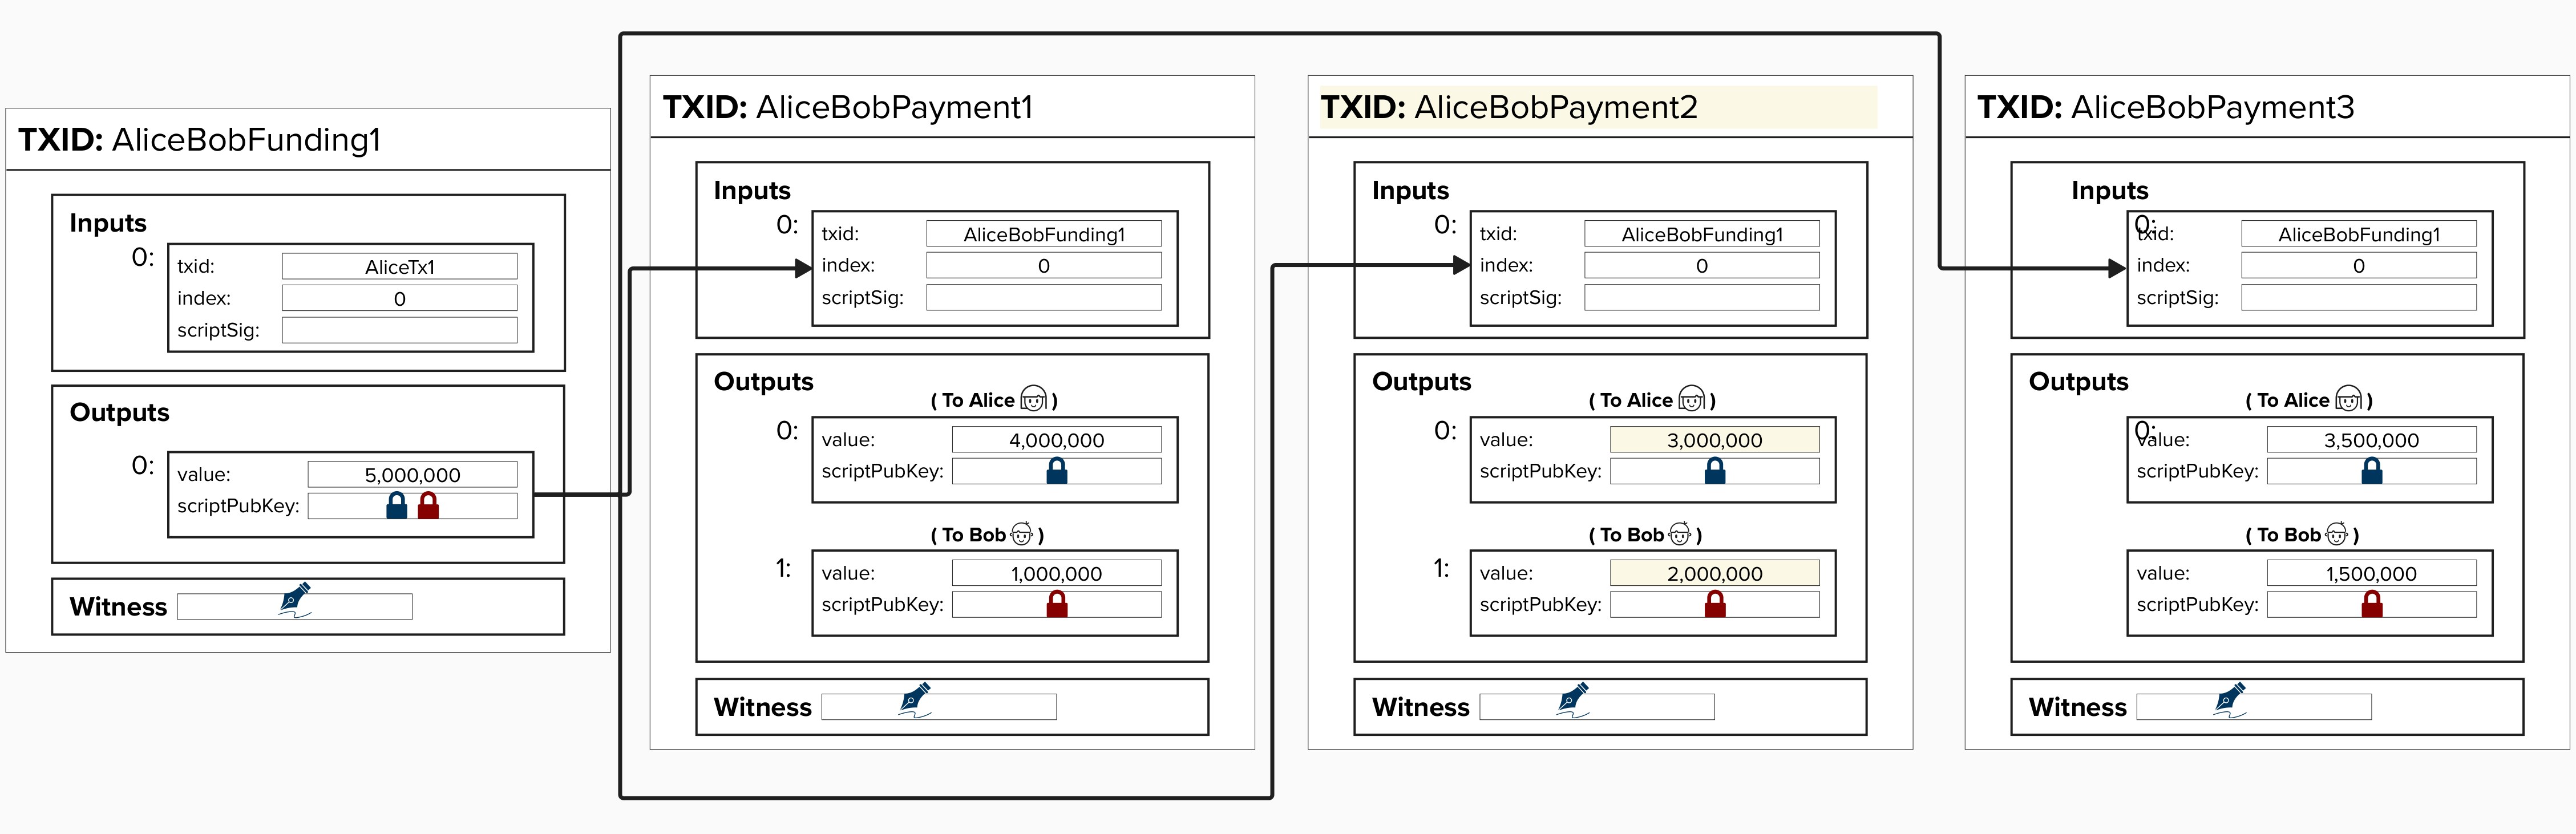 TXID: AliceBobFunding1
Inputs
0:
txid: AliceTx1
index: 0
scriptSig:
Outputs
0:
value: 5,000,000
scriptPubKey:
Witness
TXID: AliceBobPayment1
Inputs
0:
txid: AliceBobFunding1
index: 0
scriptSig:
Outputs
( To Alice )
0:
value: 4,000,000
scriptPubKey:
( To Bob )
1:
value: 1,000,000
scriptPubKey:
Witness
TXID: AliceBobPayment2
Inputs
0:
txid: AliceBobFunding1
index: 0
scriptSig:
Outputs
( To Alice )
0:
value: 3,000,000
scriptPubKey:
( To Bob )
1:
value: 2,000,000
scriptPubKey:
Witness
TXID: AliceBobPayment3
Inputs
0:
txid: AliceBobFunding1
index: 0
scriptSig:
Outputs
( To Alice )
0:
value: 3,500,000
scriptPubKey:
( To Bob )
value: 1,500,000
scriptPubKey:
Witness